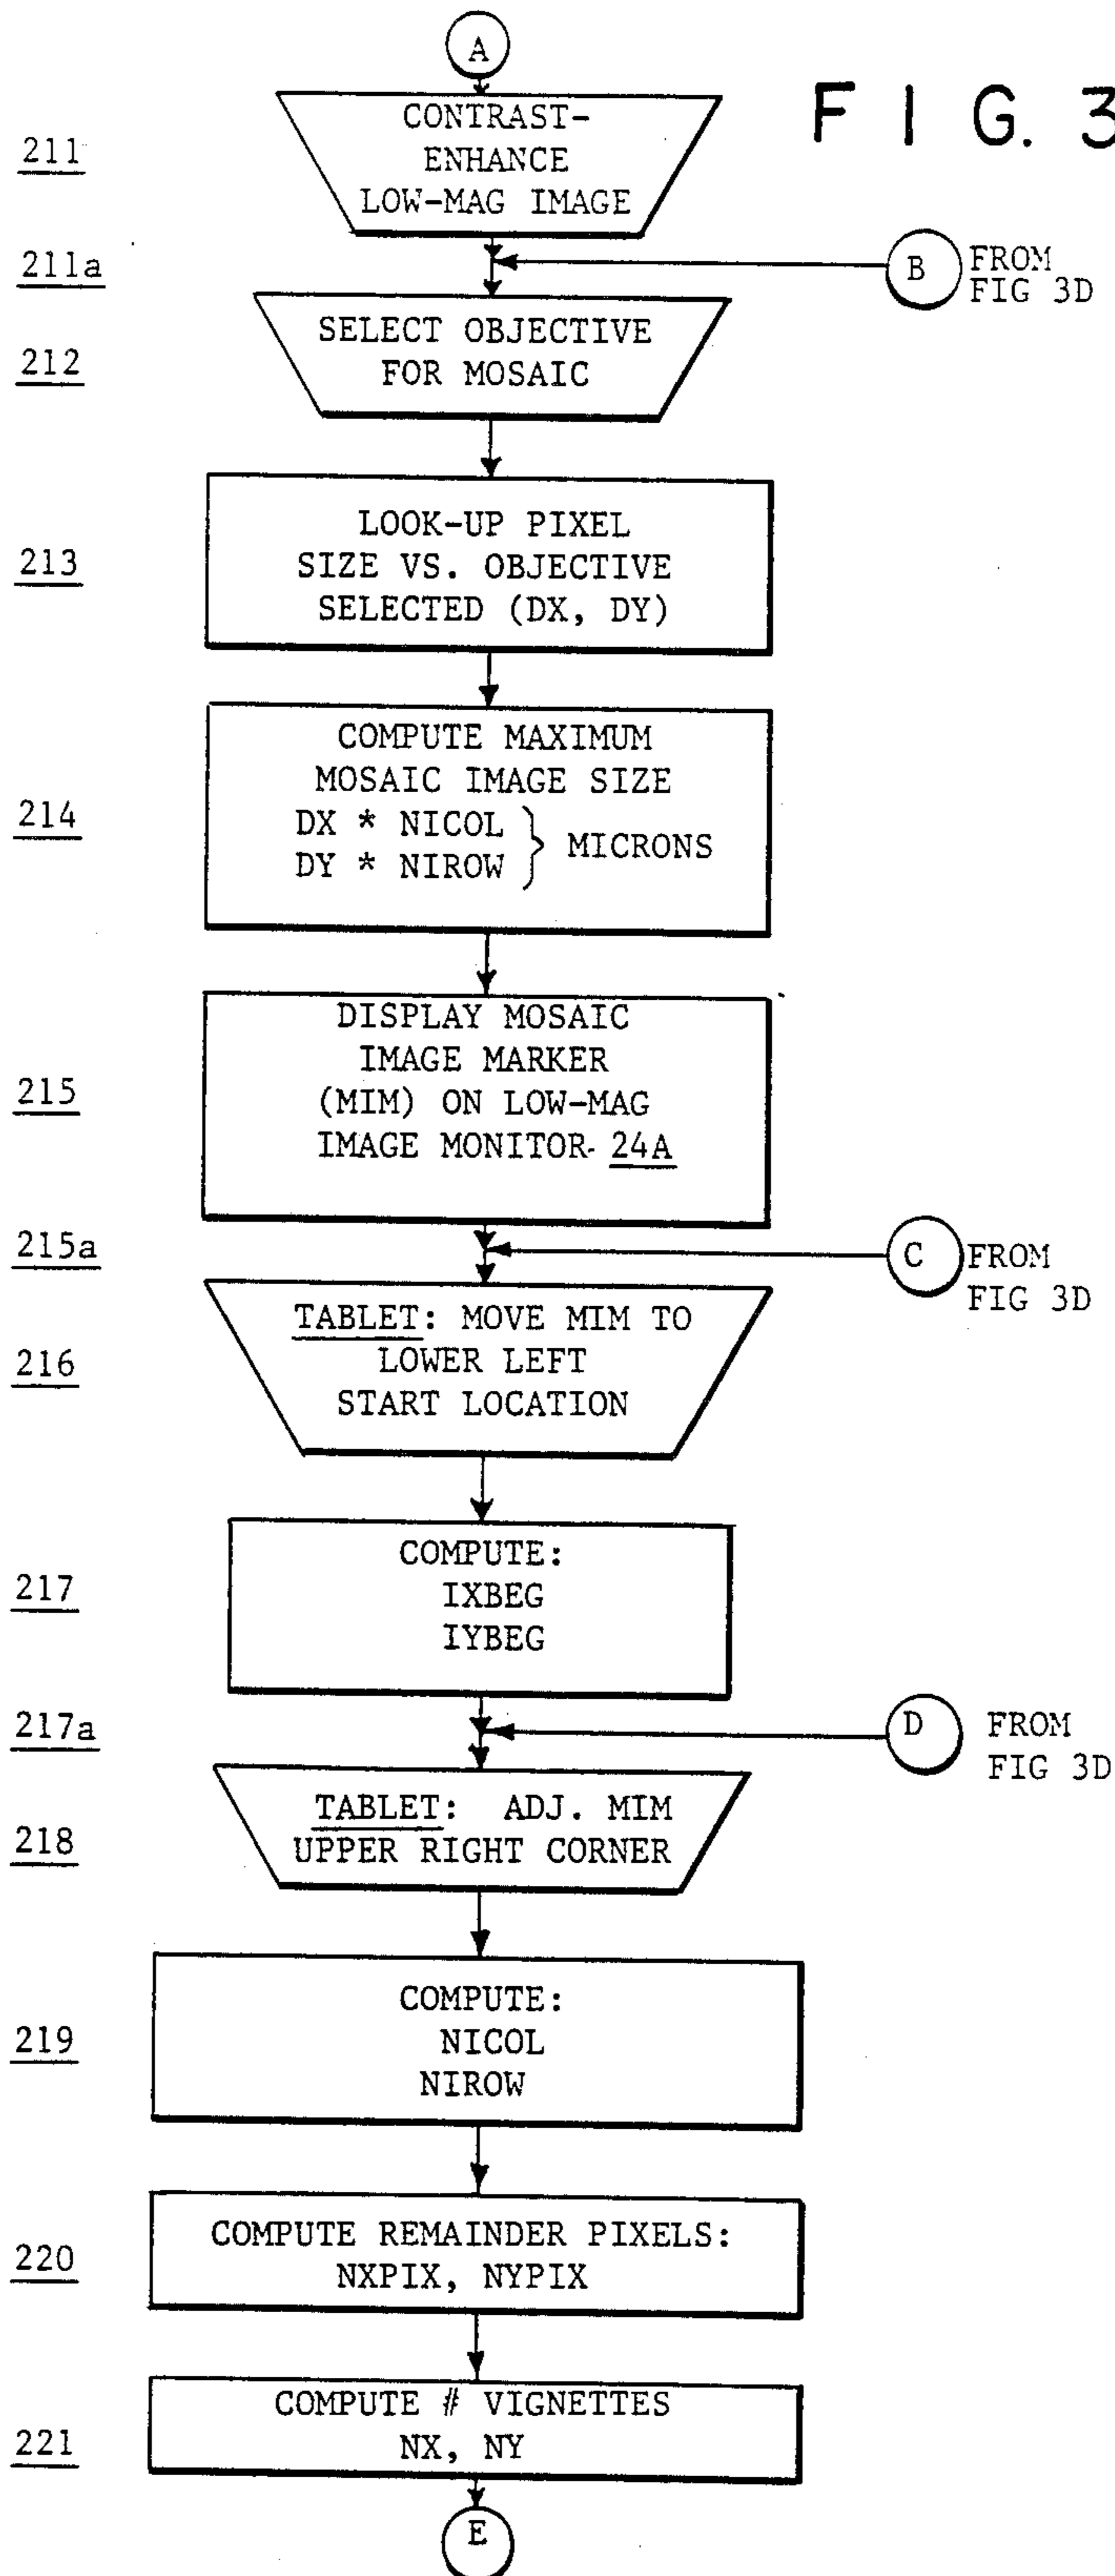 A
F I G. 3
211
CONTRAST-
ENHANCE
LOW-MAG IMAGE
211a
B FROM
FIG 3D
212
SELECT OBJECTIVE
FOR MOSAIC
213
LOOK-UP PIXEL
SIZE VS. OBJECTIVE
SELECTED (DX, DY)
214
COMPUTE MAXIMUM
MOSAIC IMAGE SIZE
DX * NICOL
DY * NIROW } MICRONS
215
DISPLAY MOSAIC
IMAGE MARKER
(MIM) ON LOW-MAG
IMAGE MONITOR- 24A
215a
C FROM
FIG 3D
216
TABLET: MOVE MIM TO
LOWER LEFT
START LOCATION
217
COMPUTE:
IXBEG
IYBEG
217a
D FROM
FIG 3D
218
TABLET: ADJ. MIM
UPPER RIGHT CORNER
219
COMPUTE:
NICOL
NIROW
220
COMPUTE REMAINDER PIXELS:
NXPIX, NYPIX
221
COMPUTE # VIGNETTES
NX, NY
E